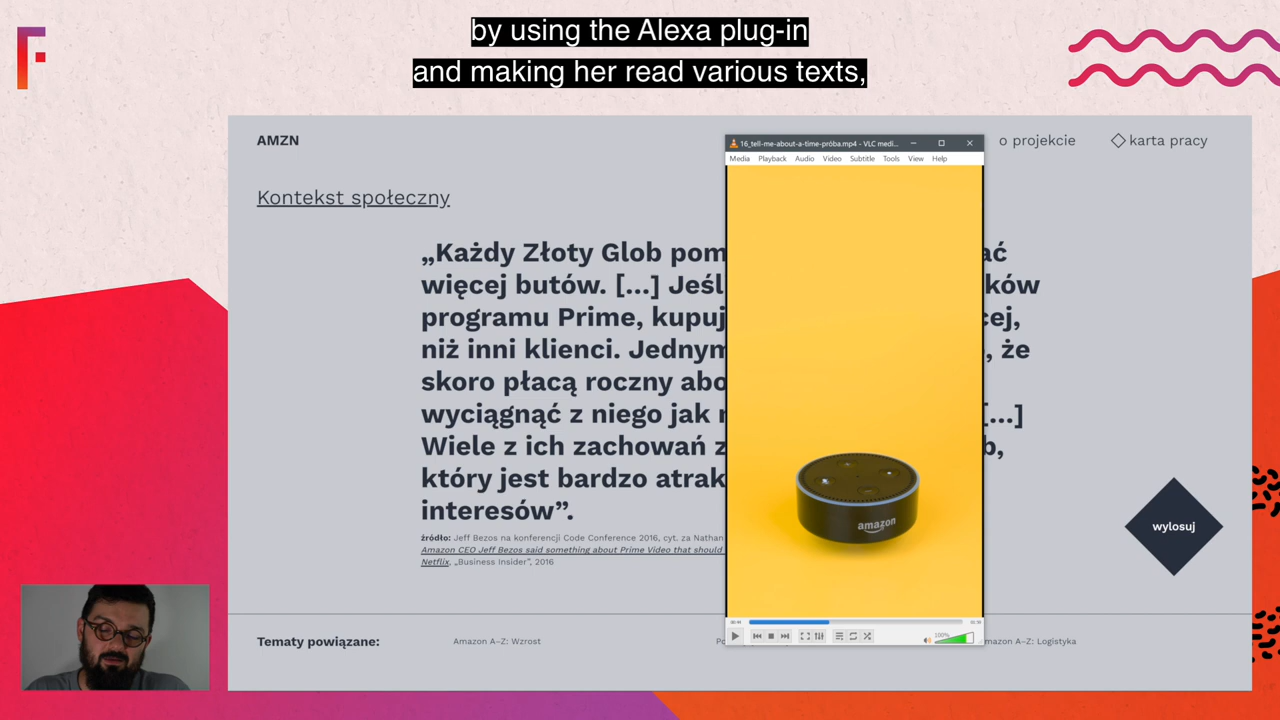 by using the Alexa plug-in
and making her read various texts,
AMZN
o projekcie
karta pracy
16_tell-me-about-a-time-próba.mp4 - VLC medi...
Media Playback Audio Video Subtitle Tools View Help
Kontekst społeczny
„Każdy Złoty Glob pom
ać
więcej butów. [...] Jeśl
ków
programu Prime, kupuj
cej,
niż inni klienci. Jednym
, że
skoro płacą roczny abo
wyciągnąć z niego jak
[...]
Wiele z ich zachowań z
b,
który jest bardzo atrak
interesów”.
amazon
wylosuj
źródło: Jeff Bezos na konferencji Code Conference 2016, cyt. za Nathan
Amazon CEO Jeff Bezos said something about Prime Video that should
Netflix, „Business Insider”, 2016
100%
Tematy powiązane:
Amazon A–Z: Wzrost
Po
mazon A–Z: Logistyka